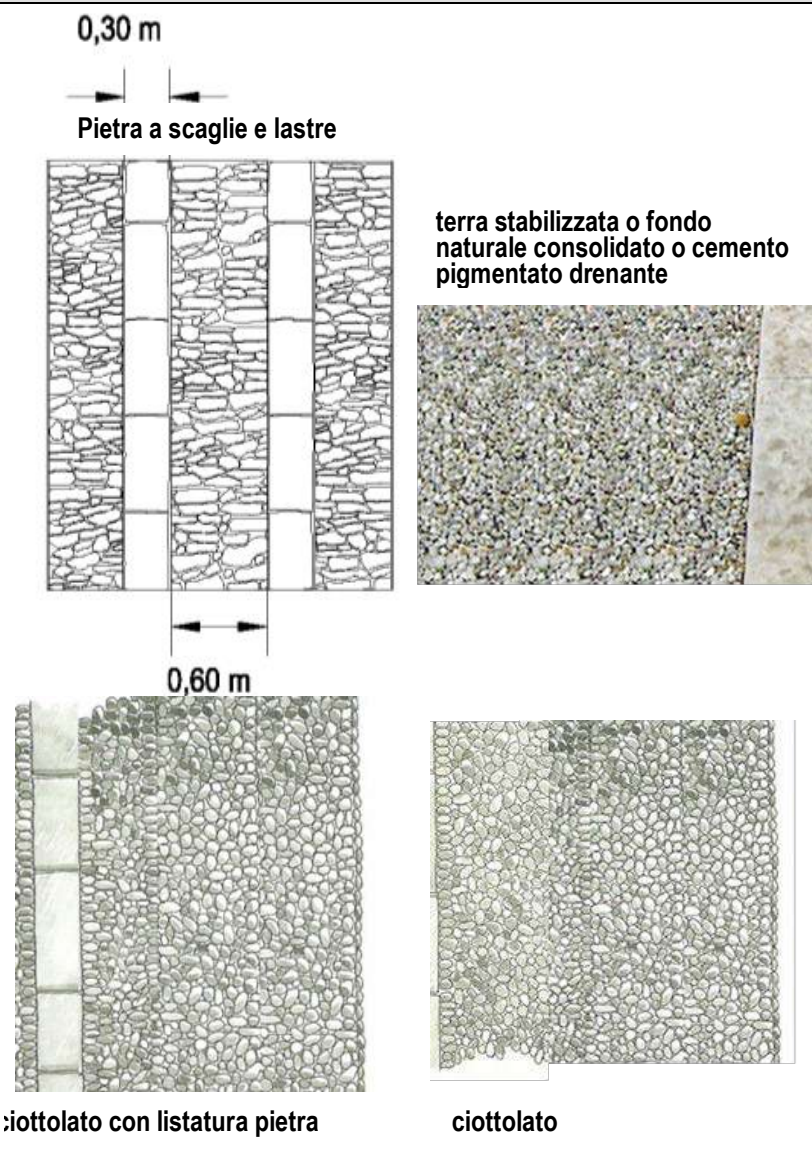 0,30 m
Pietra a scaglie e lastre
terra stabilizzata o fondo
naturale consolidato o cemento
pigmentato drenante
0,60 m
ciottolato con listatura pietra
ciottolato